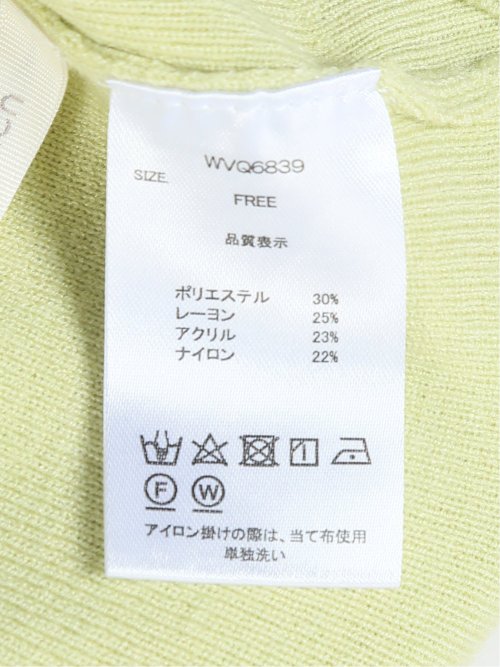 S
WVQ6839
SIZE
FREE
品質表示
ポリエステル 30%
レーヨン 25%
アクリル 23%
ナイロン 22%
F W
アイロン掛けの際は、当て布使用
単独洗い